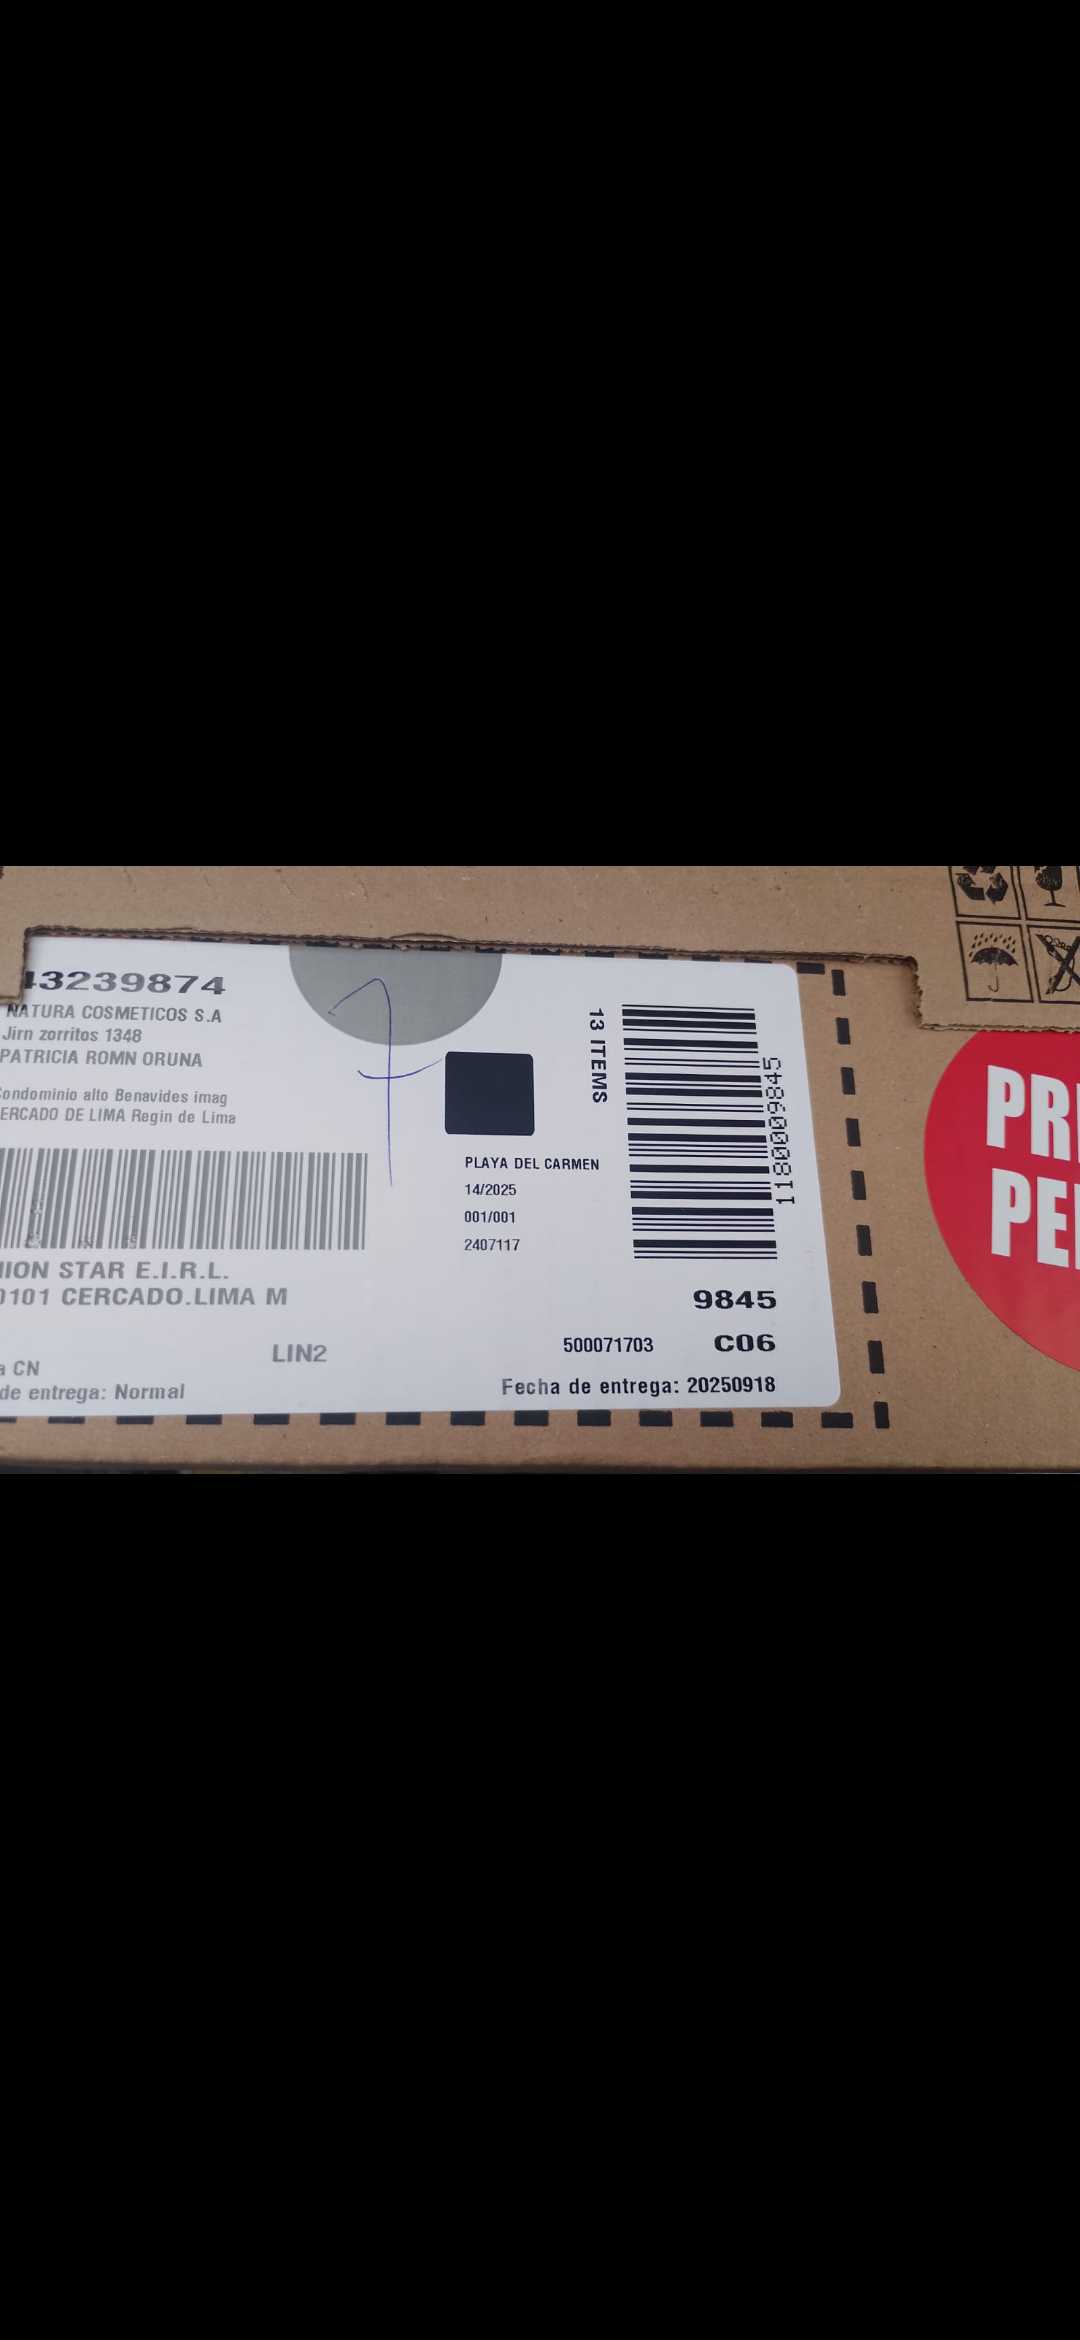 43239874
NATURA COSMETICOS S.A
Jirn zorritos 1348
PATRICIA ROMN ORUNA
ondominio alto Benavides imag
ERCADO DE LIMA Regin de Lima
ION STAR E.I.R.L.
0101 CERCADO.LIMA M
LIN2
a CN
de entrega: Normal
7
PLAYA DEL CARMEN
14/2025
001/001
2407117
13 ITEMS
9845
500071703 C06
Fecha de entrega: 20250918
PR
PE